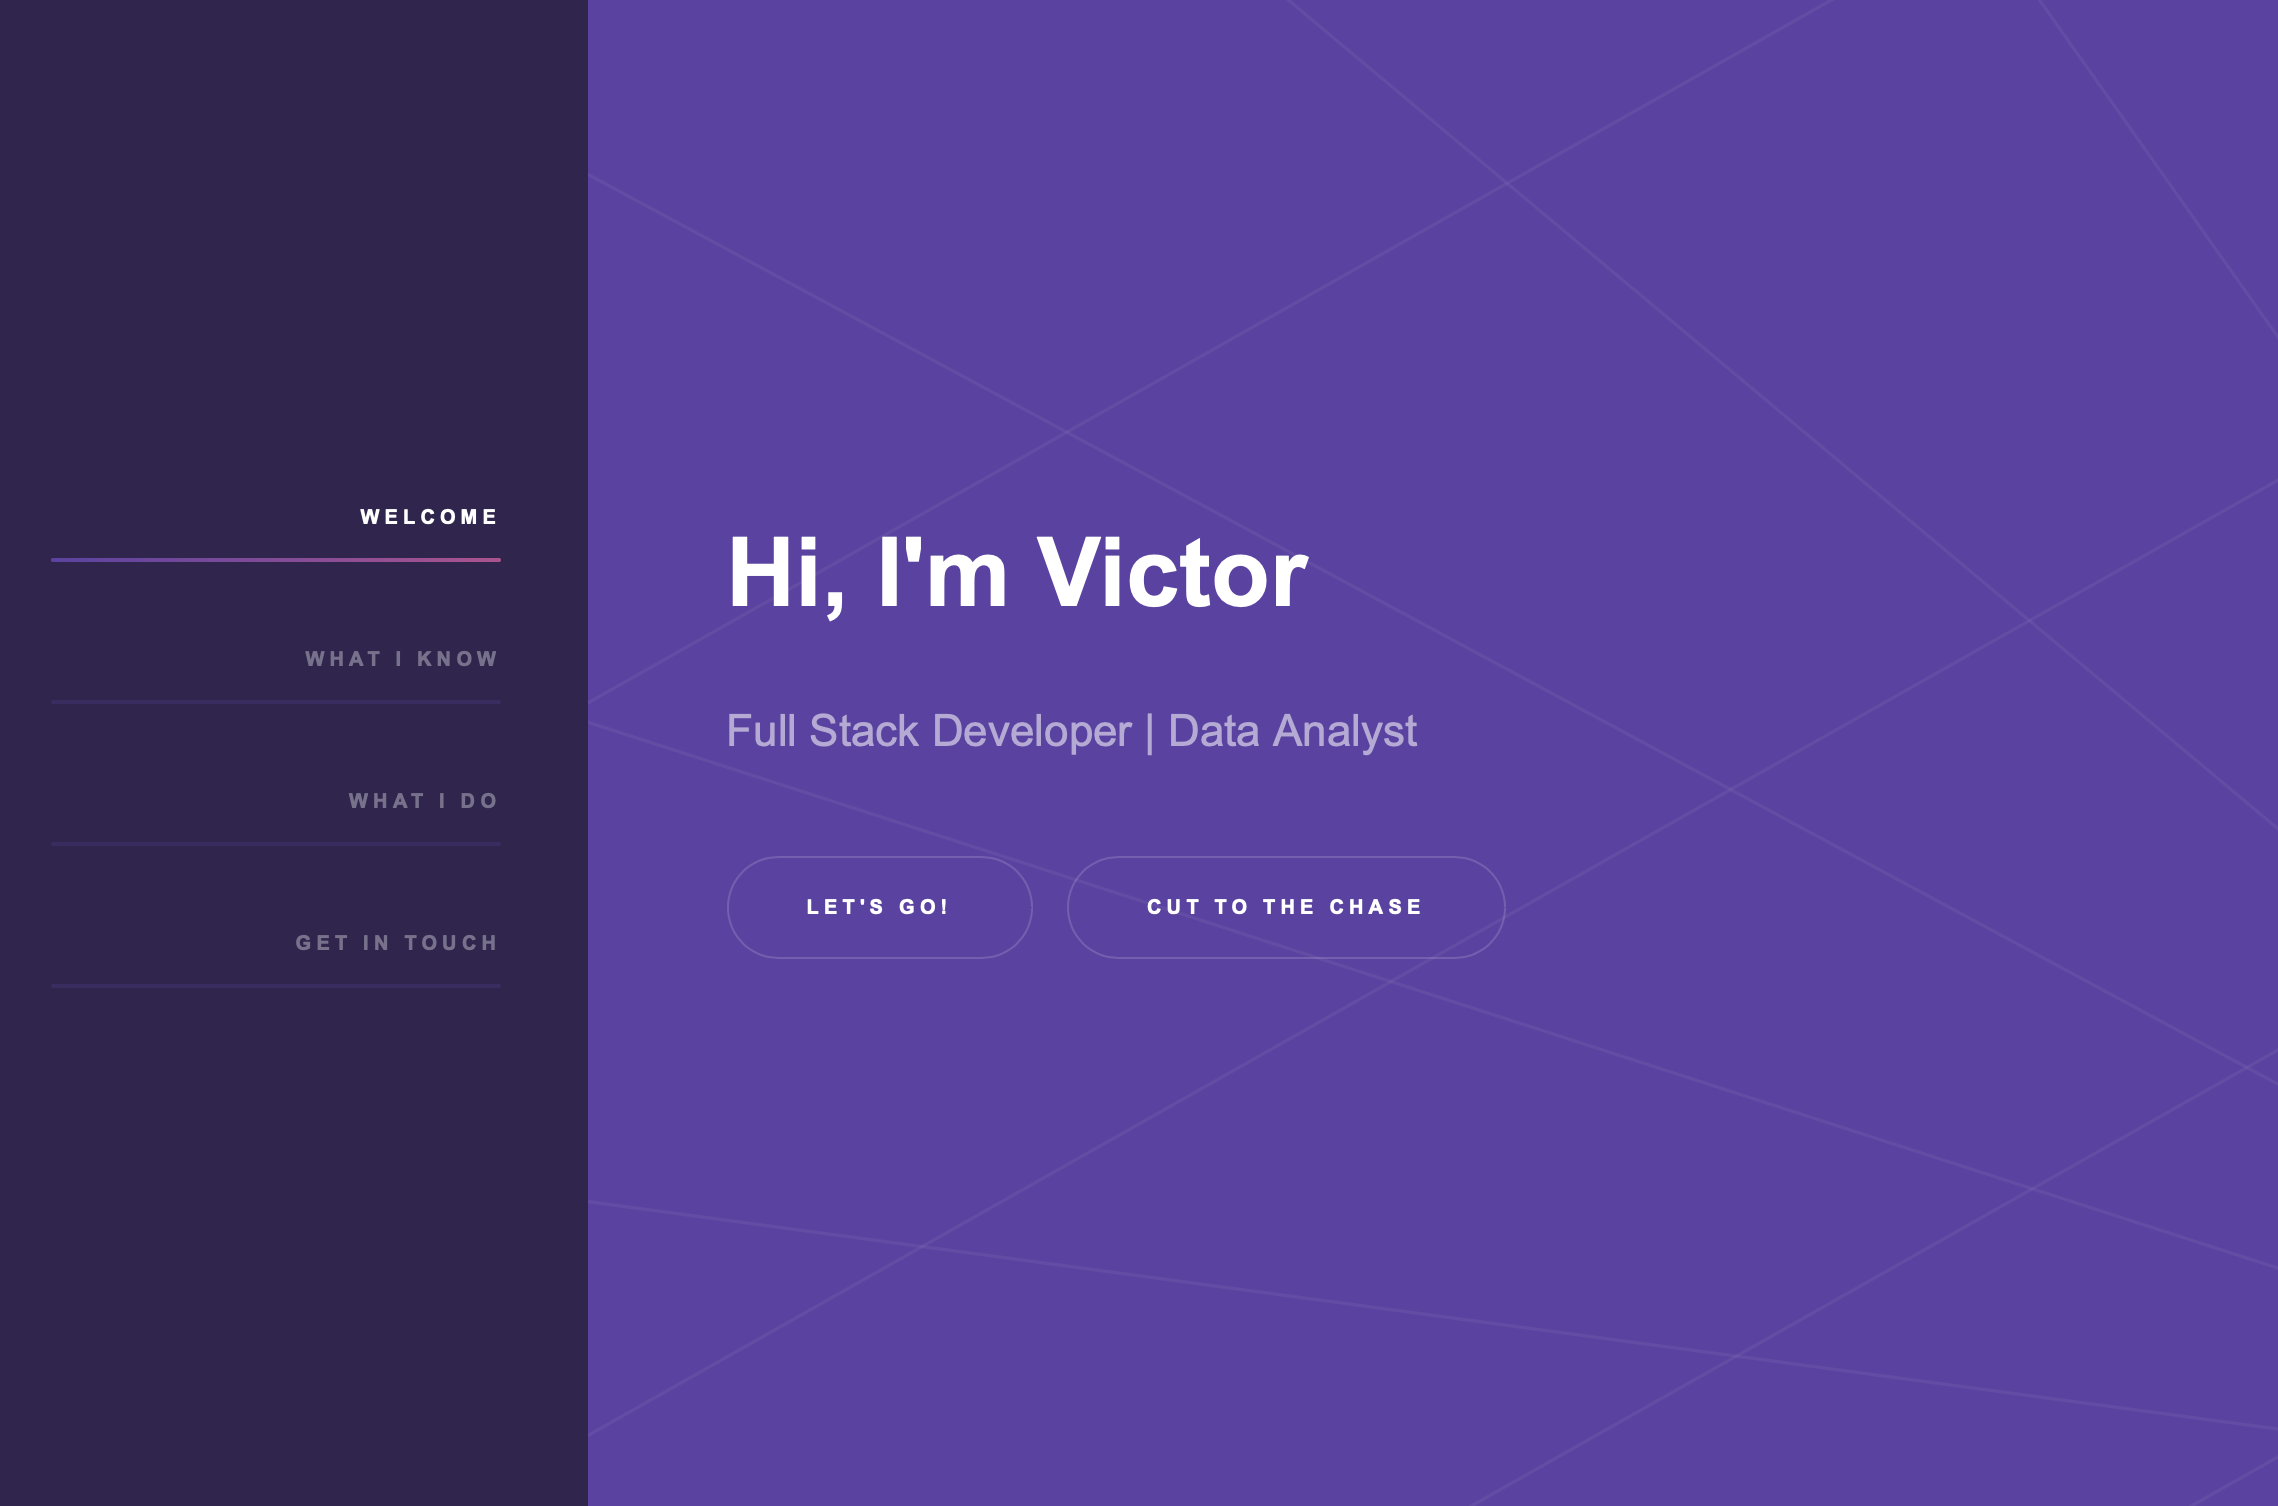 WELCOME
WHAT I KNOW
WHAT I DO
GET IN TOUCH
Hi, I'm Victor
Full Stack Developer | Data Analyst
LET'S GO!
CUT TO THE CHASE